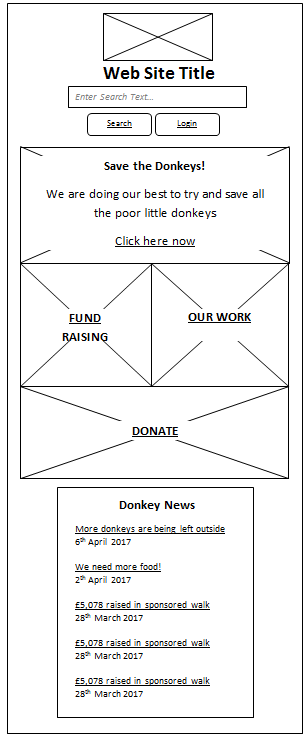 Web Site Title
Enter Search Text...
Search Login
Save the Donkeys!
We are doing our best to try and save all
the poor little donkeys
Click here now
FUND
RAISING
OUR WORK
DONATE
Donkey News
More donkeys are being left outside
6th April 2017
We need more food!
2th April 2017
£5,078 raised in sponsored walk
28th March 2017
£5,078 raised in sponsored walk
28th March 2017
£5,078 raised in sponsored walk
28th March 2017